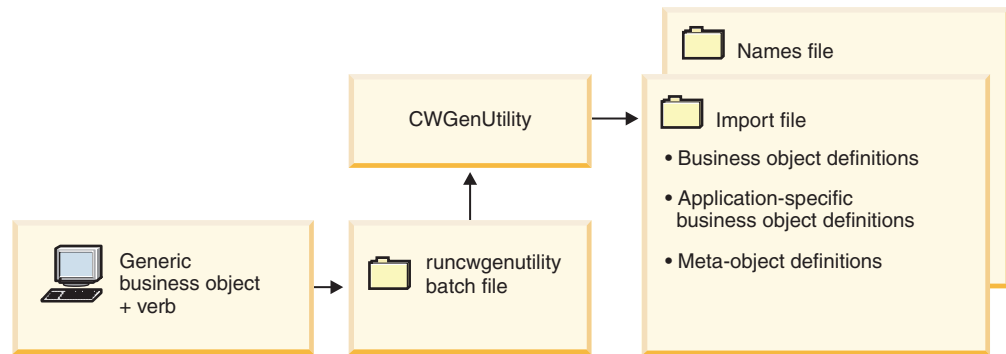 Names file
CWGenUtility
Import file
• Business object definitions
• Application-specific
business object definitions
• Meta-object definitions
Generic
business object
+ verb
runcwgenutility
batch file